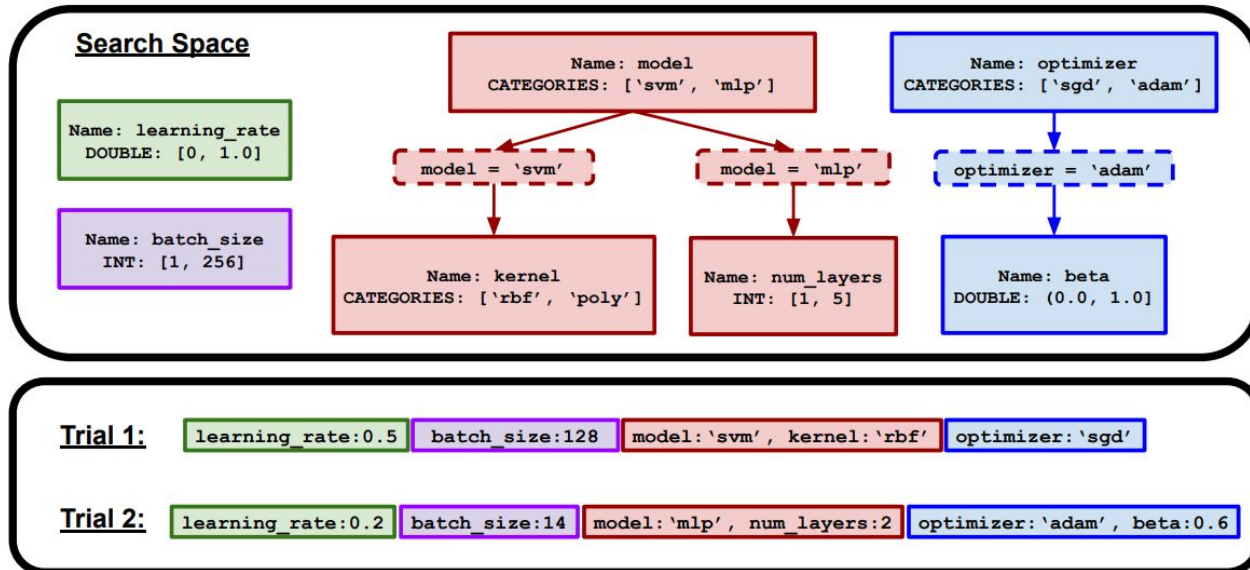 Search Space
Name: learning_rate
DOUBLE: [0, 1.0]
Name: batch_size
INT: [1, 256]
Name: model
CATEGORIES: [‘svm’, ‘mlp’]
model = ‘svm’
model = ‘mlp’
Name: kernel
CATEGORIES: [‘rbf’, ‘poly’]
Name: num_layers
INT: [1, 5]
Name: optimizer
CATEGORIES: [‘sgd’, ‘adam’]
optimizer = ‘adam’
Name: beta
DOUBLE: (0.0, 1.0]
Trial 1: learning_rate:0.5 batch_size:128 model:‘svm’, kernel:‘rbf’ optimizer:‘sgd’
Trial 2: learning_rate:0.2 batch_size:14 model:‘mlp’, num_layers:2 optimizer:‘adam’, beta:0.6